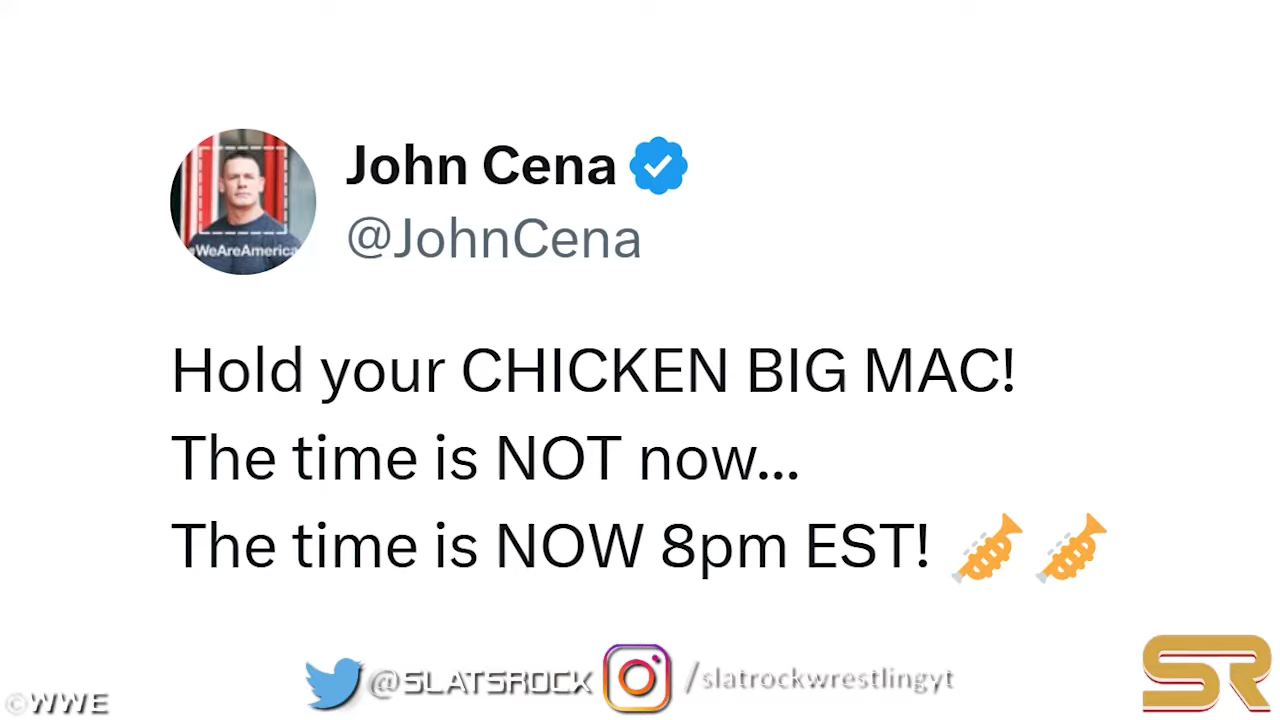 John Cena
@JohnCena
#WeAreAmerica
Hold your CHICKEN BIG MAC!
The time is NOT now...
The time is NOW 8pm EST! 🎺 🎺
©WWE
@SLATSROCK
/slatrockwrestlingyt
SR